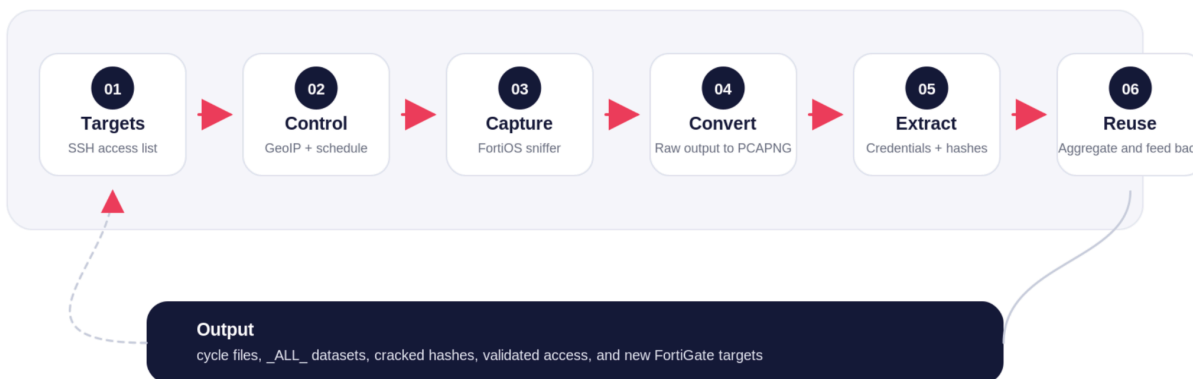 01
Targets
SSH access list
02
Control
GeoIP + schedule
03
Capture
FortiOS sniffer
04
Convert
Raw output to PCAPNG
05
Extract
Credentials + hashes
06
Reuse
Aggregate and feed bac
Output
cycle files, _ALL_ datasets, cracked hashes, validated access, and new FortiGate targets